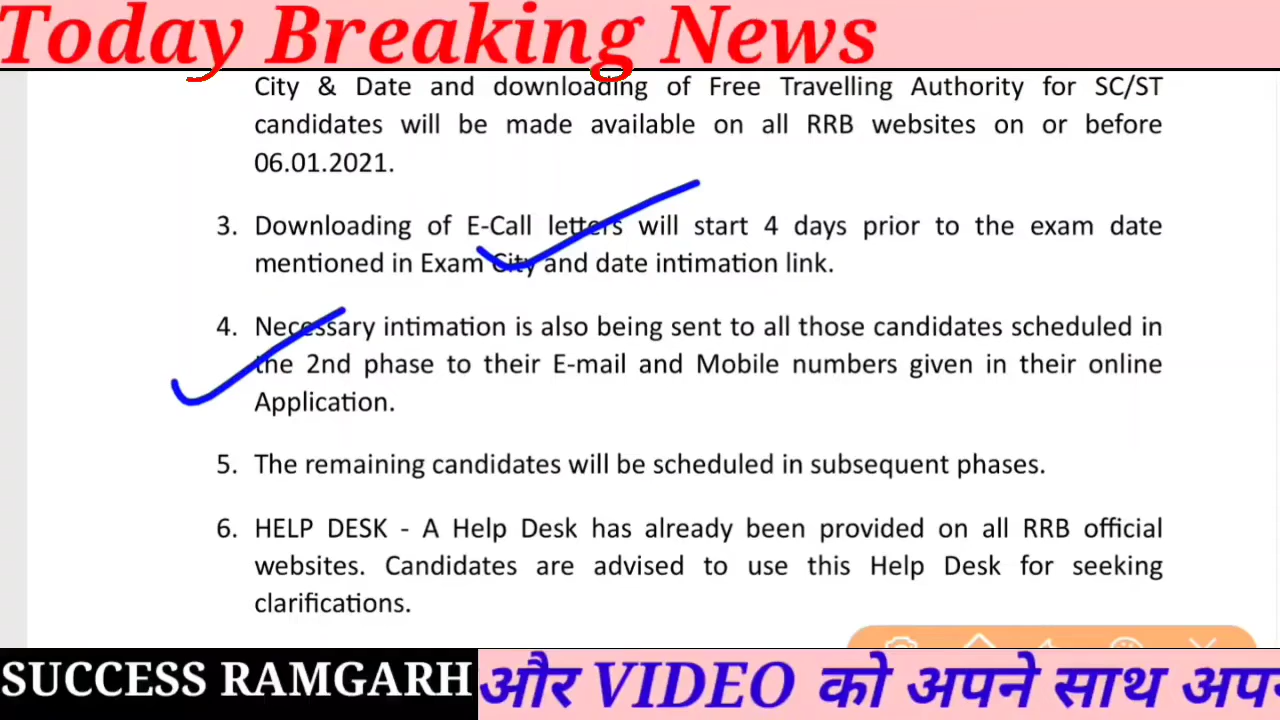 Today Breaking News
City & Date and downloading of Free Travelling Authority for SC/ST
candidates will be made available on all RRB websites on or before
06.01.2021.
3. Downloading of E-Call letters will start 4 days prior to the exam date
mentioned in Exam City and date intimation link.
4. Necessary intimation is also being sent to all those candidates scheduled in
the 2nd phase to their E-mail and Mobile numbers given in their online
Application.
5. The remaining candidates will be scheduled in subsequent phases.
6. HELP DESK - A Help Desk has already been provided on all RRB official
websites. Candidates are advised to use this Help Desk for seeking
clarifications.
SUCCESS RAMGARH और VIDEO को अपने साथ